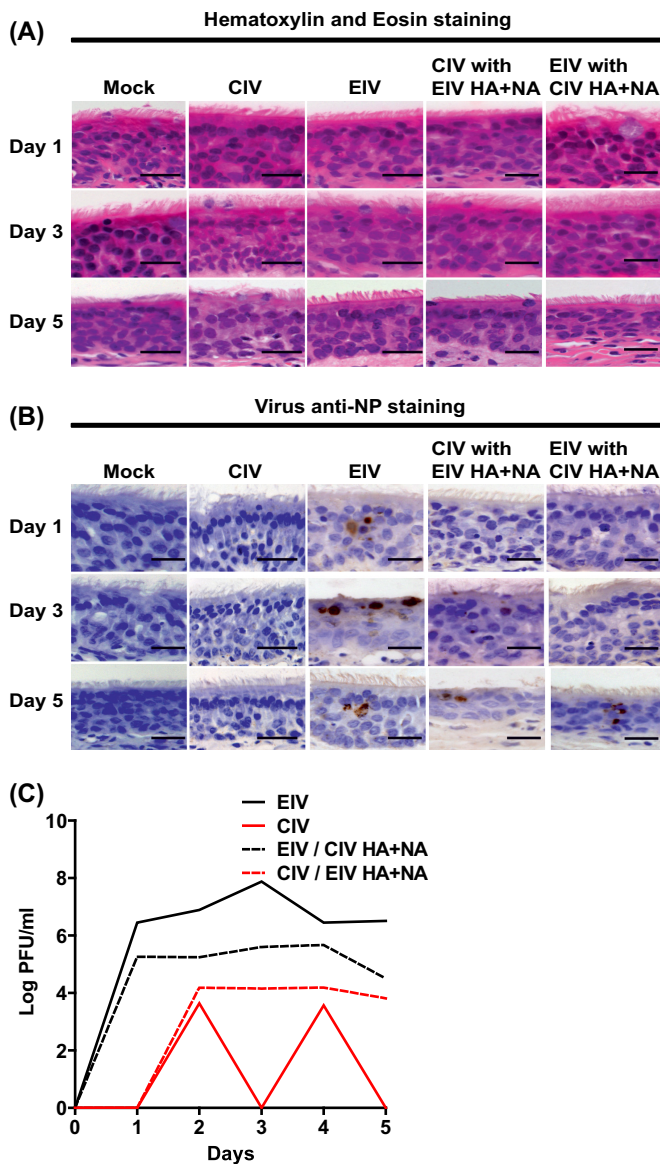 (A)
Hematoxylin and Eosin staining
Mock
CIV
EIV
CIV with
EIV HA+NA
EIV with
CIV HA+NA
Day 1
Day 3
Day 5
(B)
Virus anti-NP staining
Mock
CIV
EIV
CIV with
EIV HA+NA
EIV with
CIV HA+NA
Day 1
Day 3
Day 5
(C)
EIV
CIV
EIV / CIV HA+NA
CIV / EIV HA+NA
Log PFU/ml
10
8
6
4
2
0
0 1 2 3 4 5
Days